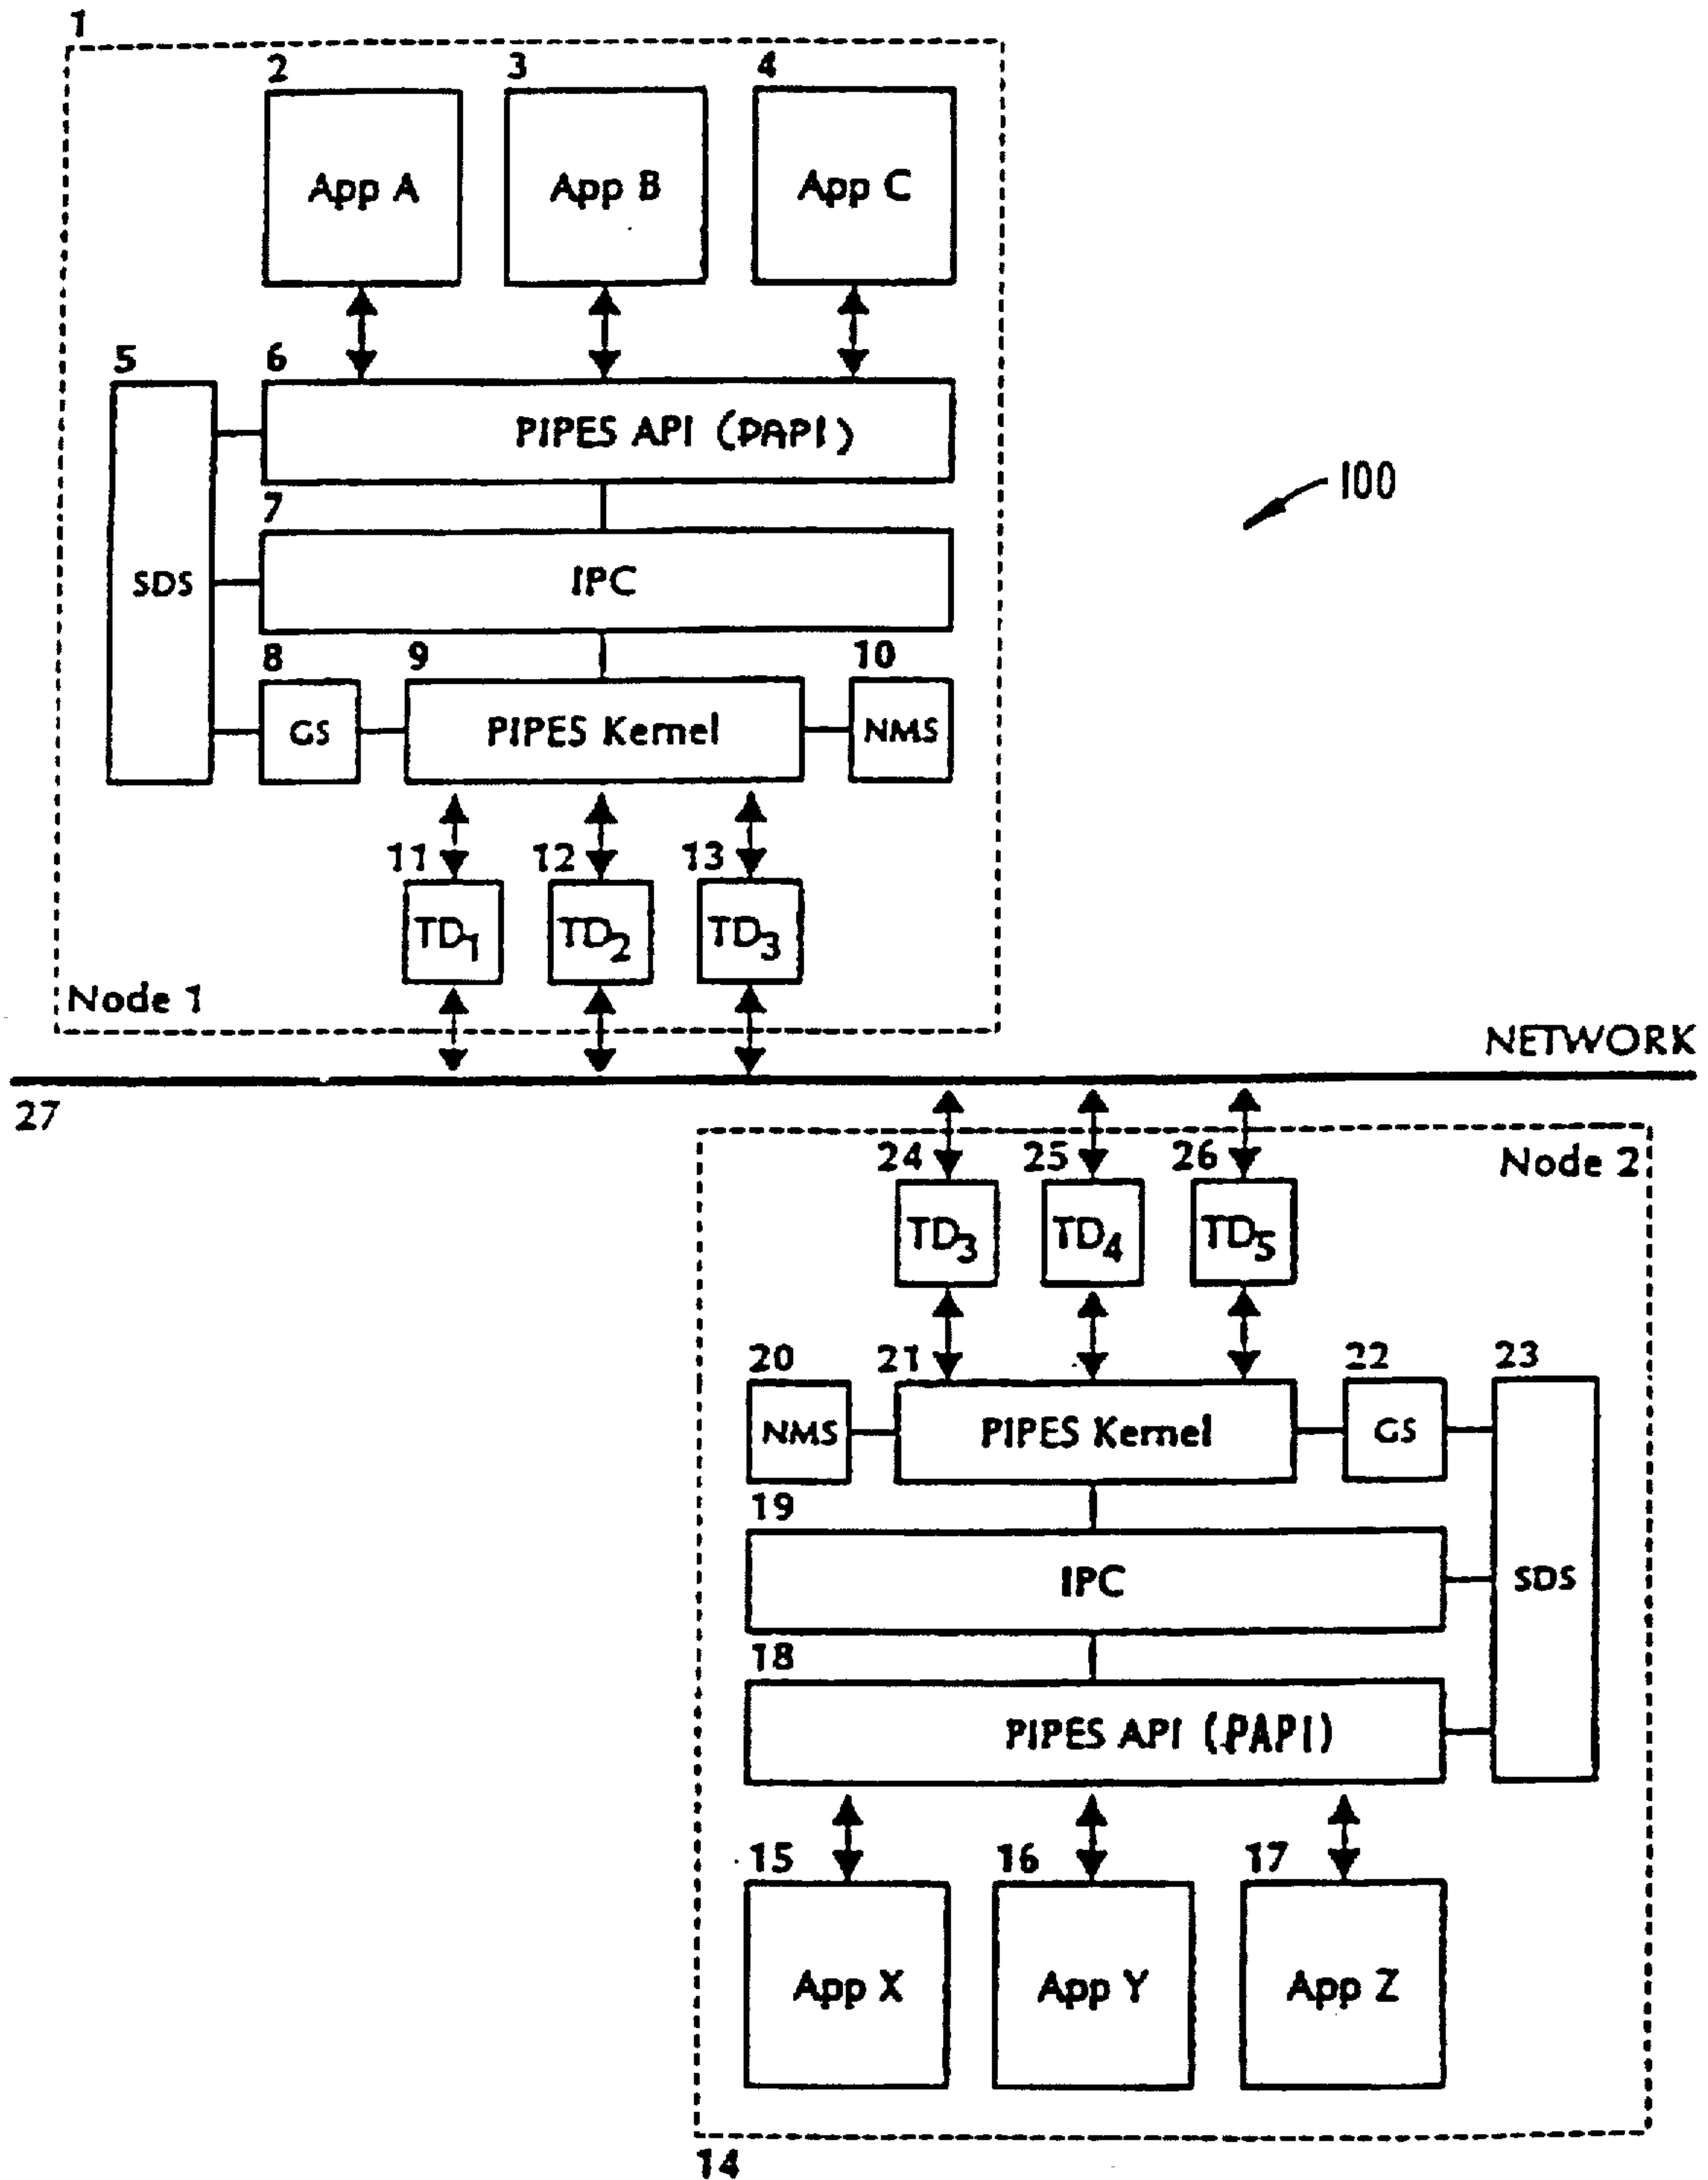 1
2 3 4
App A App B App C
5 6
PIPES API (PAPI)
100
7
SDS IPC
8 9 10
GS PIPES Kernel NMS
11 12 13
TD1 TD2 TD3
Node 1
NETWORK
27
24 25 26 Node 2
TD3 TD4 TD5
20 21 22 23
NMS PIPES Kernel GS
19
IPC SDS
18
PIPES API (PAPI)
15 16 17
App X App Y App Z
14